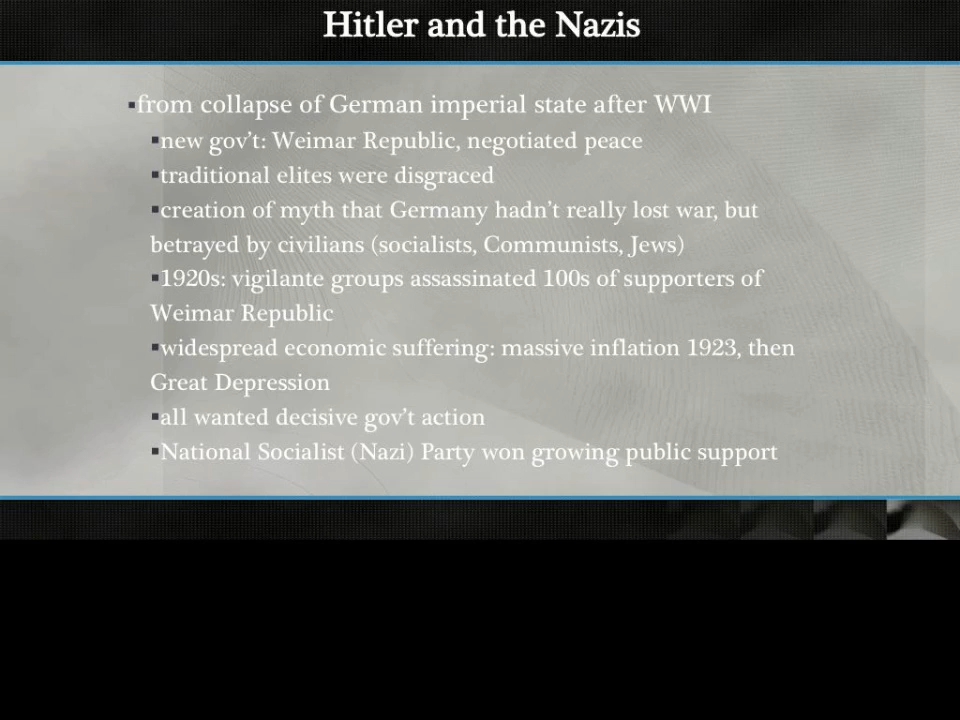 Hitler and the Nazis
▪from collapse of German imperial state after WWI
▪new gov’t: Weimar Republic, negotiated peace
▪traditional elites were disgraced
▪creation of myth that Germany hadn’t really lost war, but
betrayed by civilians (socialists, Communists, Jews)
▪1920s: vigilante groups assassinated 100s of supporters of
Weimar Republic
▪widespread economic suffering: massive inflation 1923, then
Great Depression
▪all wanted decisive gov’t action
▪National Socialist (Nazi) Party won growing public support